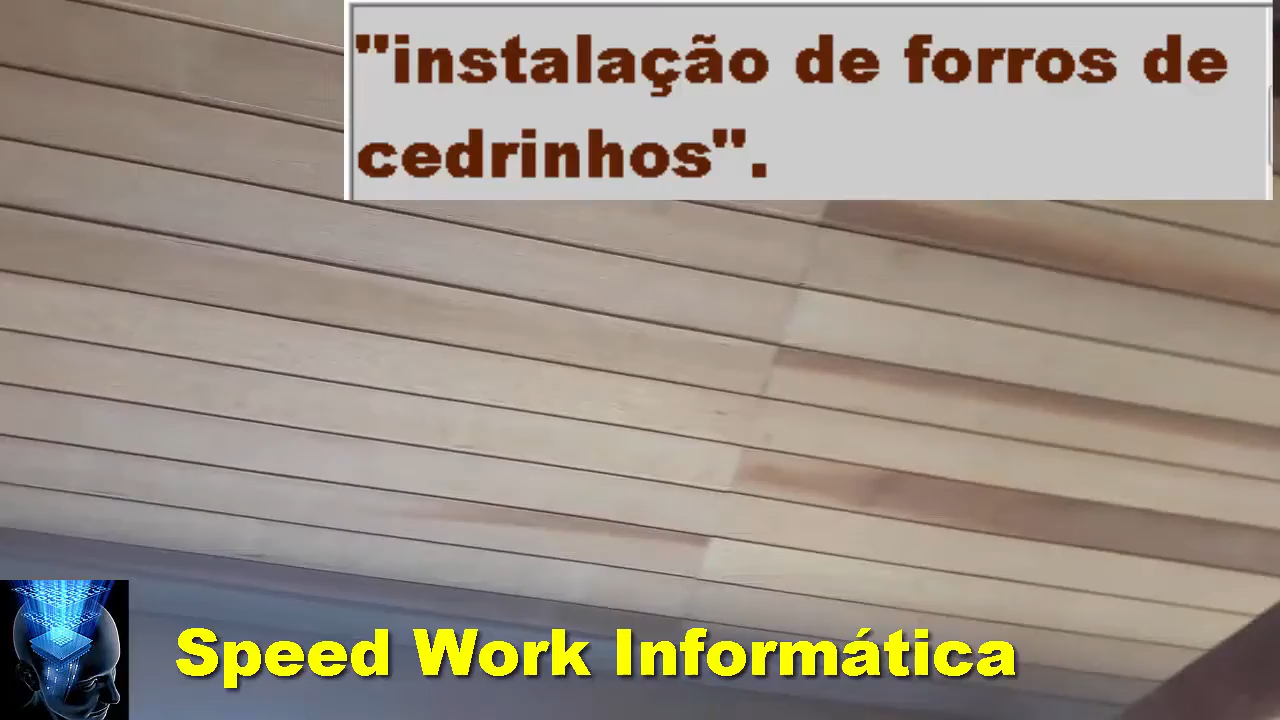 "instalação de forros de
cedrinhos".
Speed Work Informática